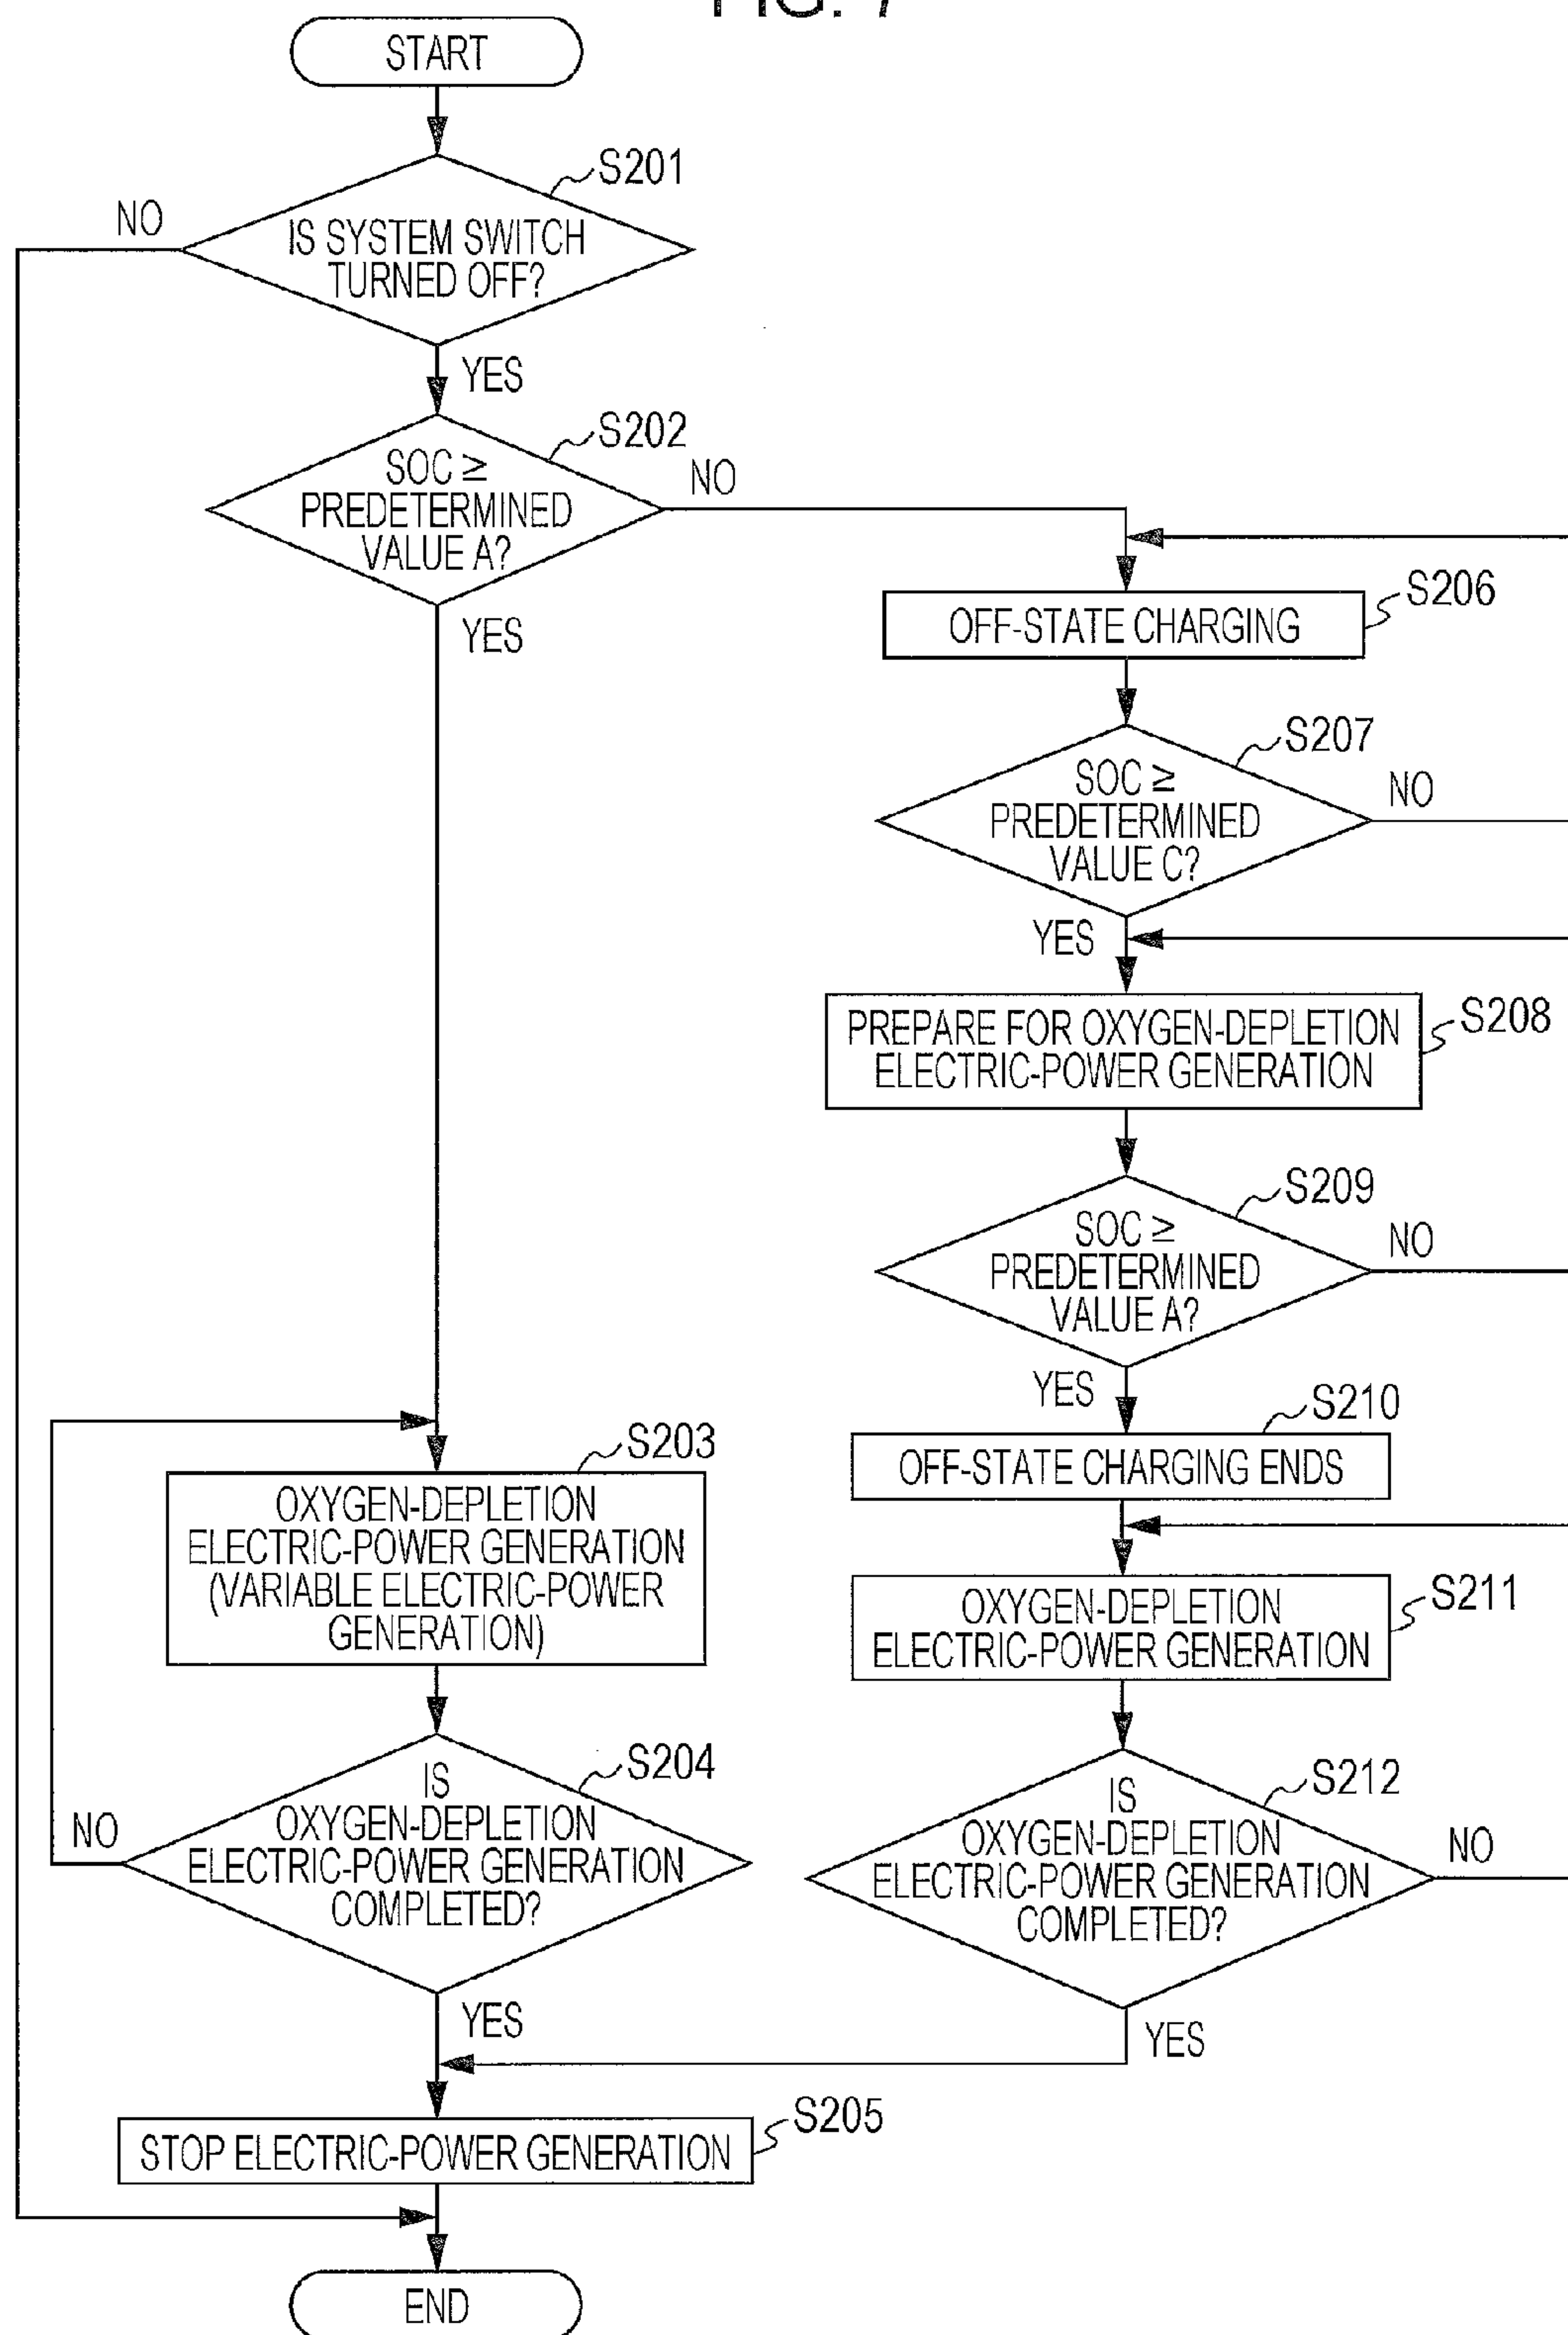 FIG. 7
START
S201
NO
IS SYSTEM SWITCH
TURNED OFF?
YES
S202
SOC ≥
PREDETERMINED
VALUE A?
NO
YES
S206
OFF-STATE CHARGING
S207
SOC ≥
PREDETERMINED
VALUE C?
NO
YES
S208
PREPARE FOR OXYGEN-DEPLETION
ELECTRIC-POWER GENERATION
S209
SOC ≥
PREDETERMINED
VALUE A?
NO
YES
S210
OFF-STATE CHARGING ENDS
S203
OXYGEN-DEPLETION
ELECTRIC-POWER GENERATION
(VARIABLE ELECTRIC-POWER
GENERATION)
S211
OXYGEN-DEPLETION
ELECTRIC-POWER GENERATION
S204
IS
OXYGEN-DEPLETION
ELECTRIC-POWER GENERATION
COMPLETED?
NO
YES
S212
IS
OXYGEN-DEPLETION
ELECTRIC-POWER GENERATION
COMPLETED?
NO
YES
S205
STOP ELECTRIC-POWER GENERATION
END